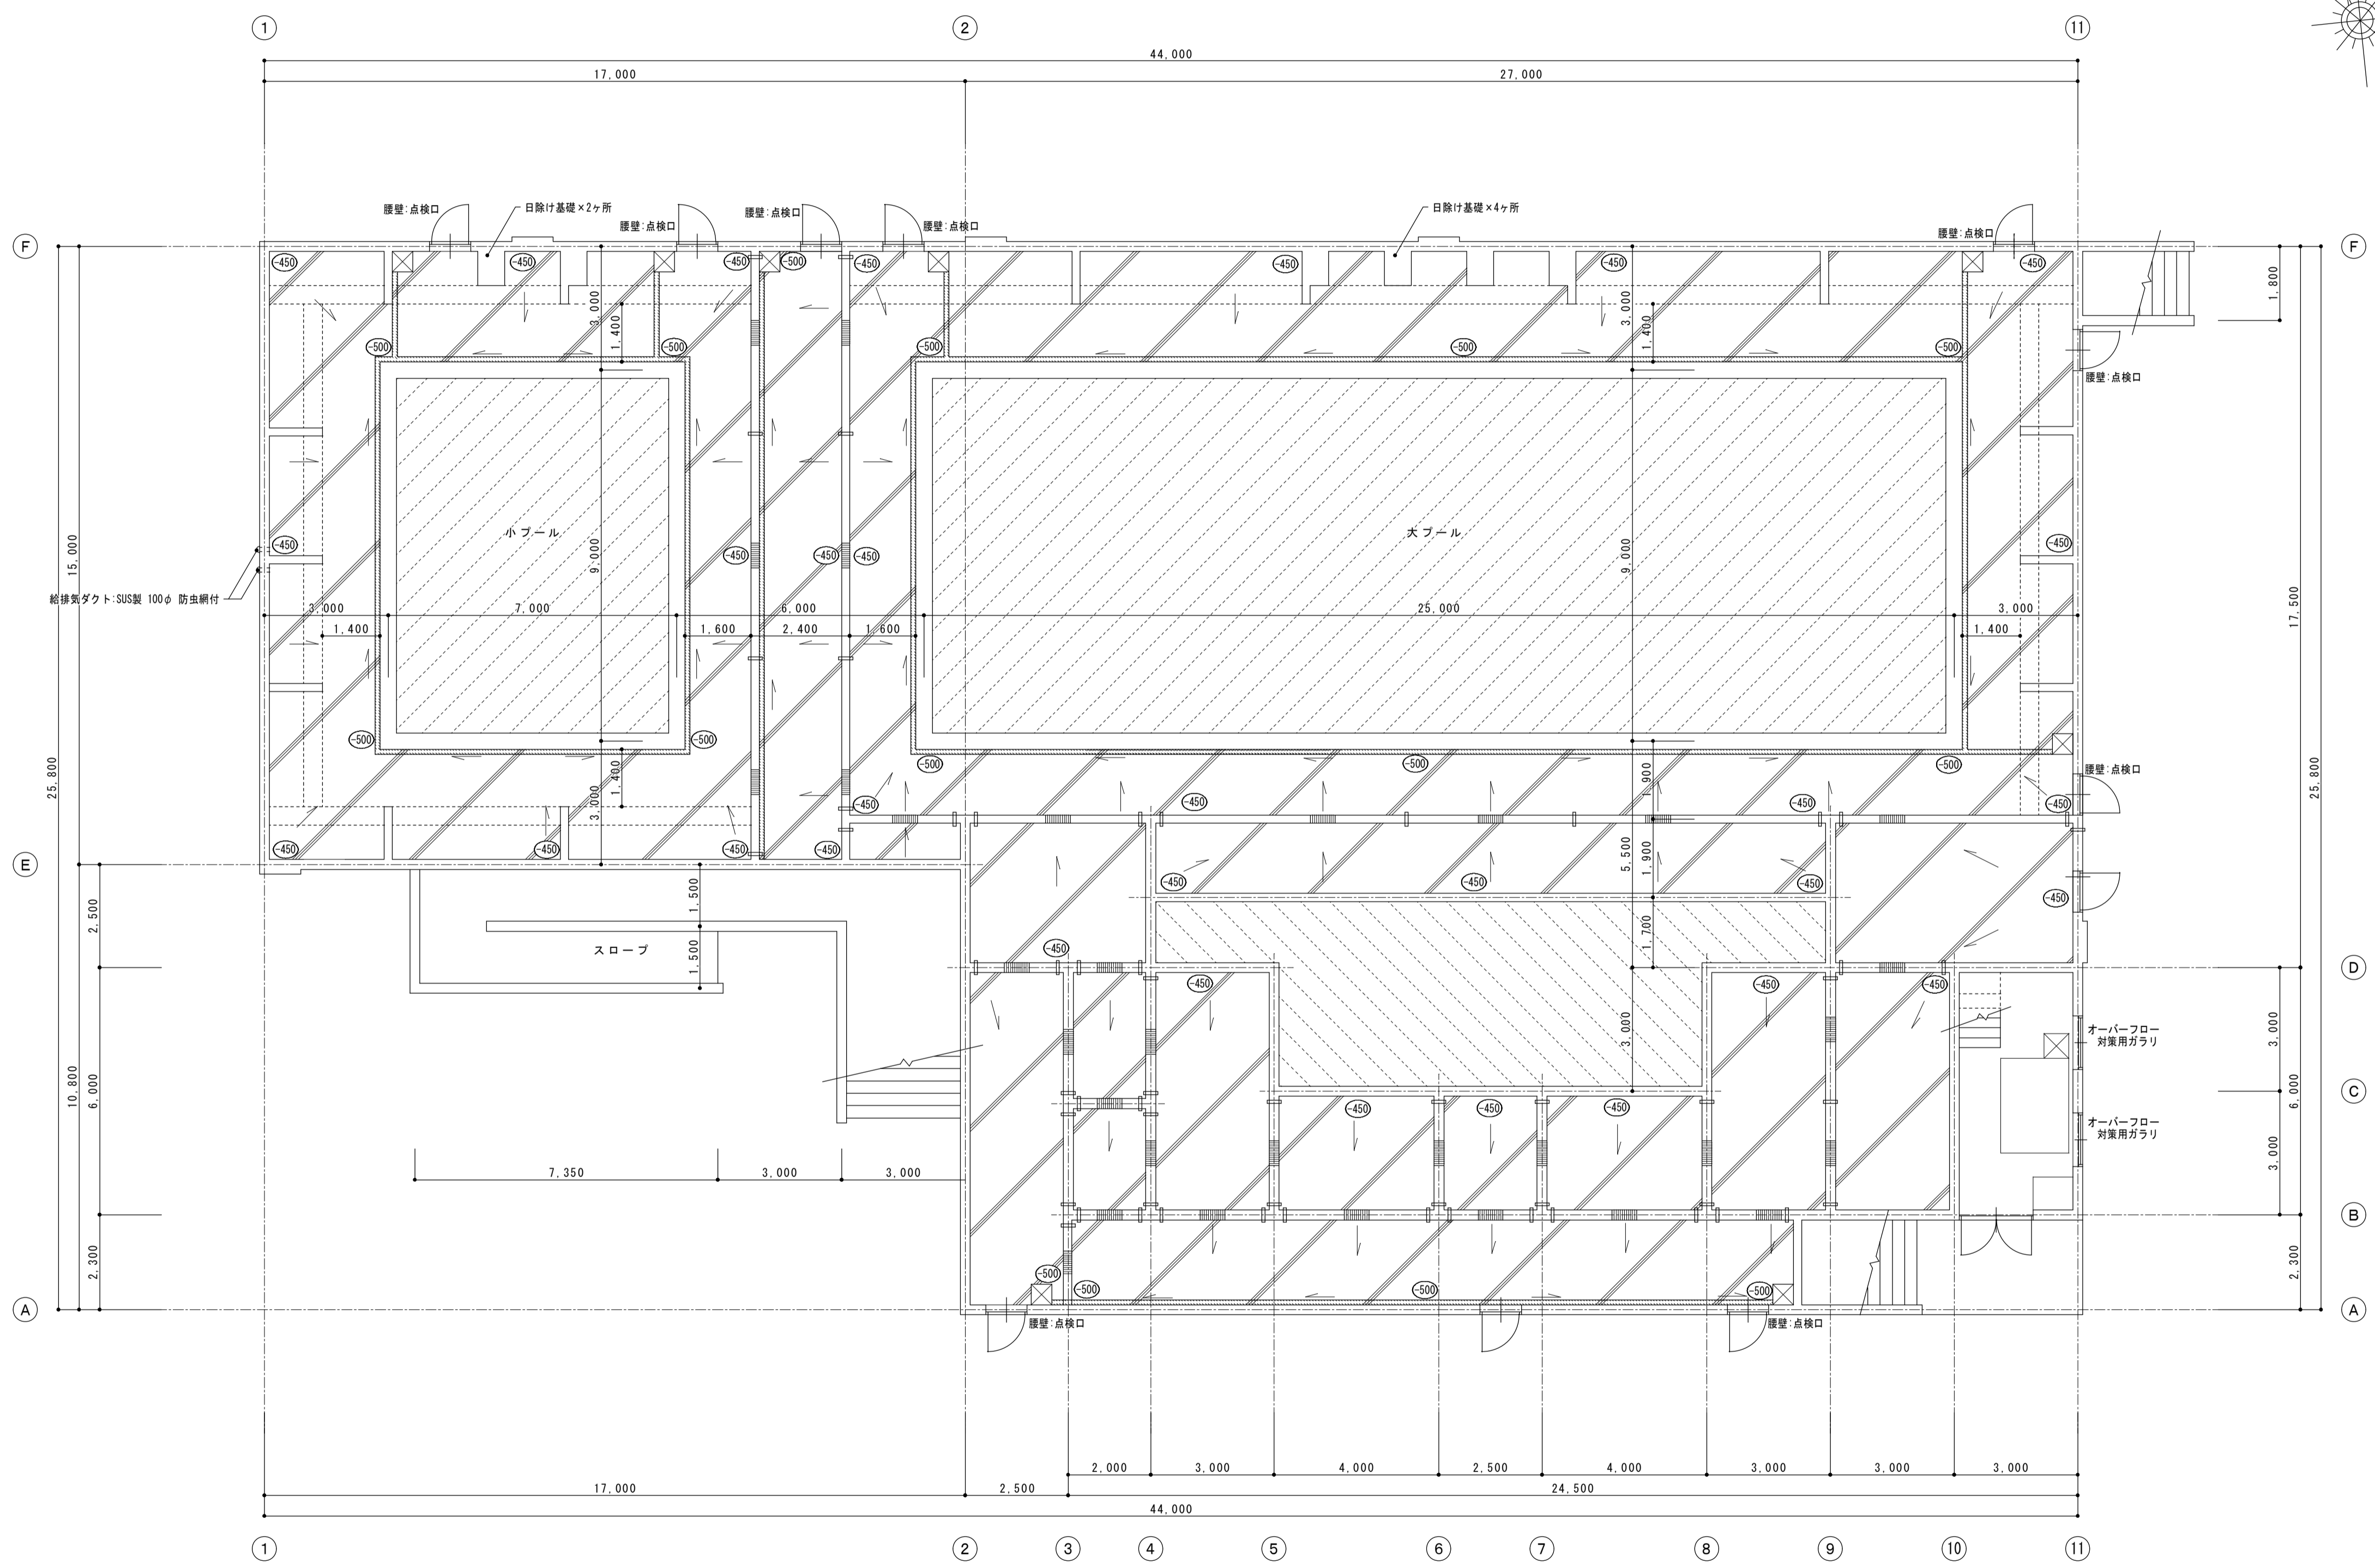 ① ② ⑪
44,000
17,000 27,000
腰壁:点検口 日除け基礎×2ヶ所 腰壁:点検口 腰壁:点検口 腰壁:点検口 日除け基礎×4ヶ所 腰壁:点検口
Ⓕ Ⓕ
-450 -450 -450 -500 -450 -450 -450 -450
3,000 3,000 1,800
1,400 1,400
-500 -500 -500 -500 -500
腰壁:点検口
小プール 大プール
15,000 9,000 9,000 17,500
-450 -450 -450 -450 -450
給排気ダクト:SUS製 100φ 防虫網付
3,000 7,000 6,000 25,000 3,000
1,400 1,600 2,400 1,600 1,400
-500 -500 -500 -500 -500
25,800 1,400 1,900 25,800
腰壁:点検口
3,000 -450 -450 -450 -450
-450 -450 -450 -450
Ⓔ
1,500 5,500 1,900
-450 -450 -450 -450
2,500
スロープ
1,500 -450 1,700
Ⓓ
-450 -450 -450
オーバーフロー
対策用ガラリ
3,000 3,000
10,800 6,000 6,000
Ⓒ
-450 -450 -450
オーバーフロー
対策用ガラリ
3,000
7,350 3,000 3,000
Ⓑ
2,300 2,300
-500 -500 -500 -500
Ⓐ Ⓐ
腰壁:点検口 腰壁:点検口
2,000 3,000 4,000 2,500 4,000 3,000 3,000 3,000
17,000 2,500 24,500
44,000
① ② ③ ④ ⑤ ⑥ ⑦ ⑧ ⑨ ⑩ ⑪